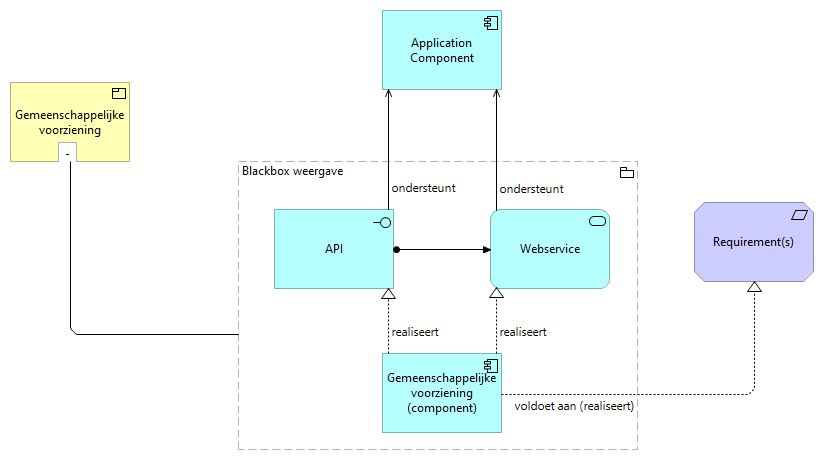 Application
Component
Gemeenschappelijke
voorziening
-
Blackbox weergave
ondersteunt
ondersteunt
API
Webservice
Requirement(s)
realiseert
realiseert
Gemeenschappelijke
voorziening
(component)
voldoet aan (realiseert)